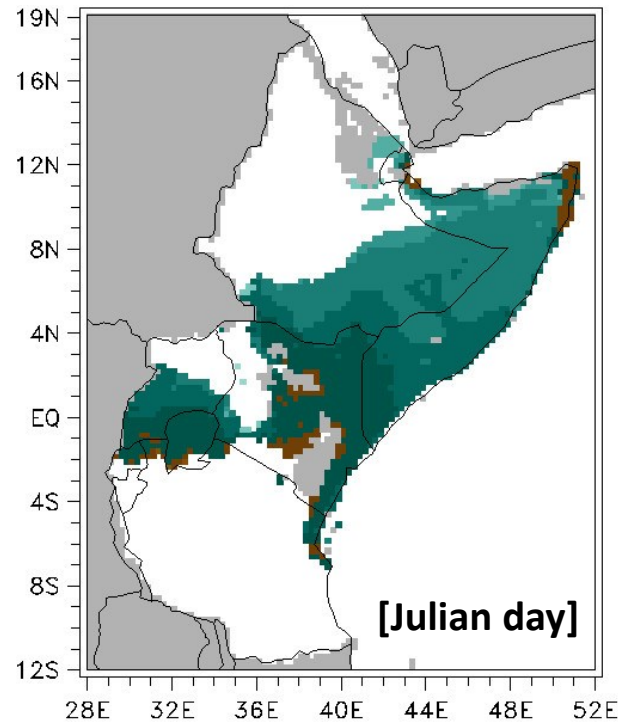 19N
16N
12N
8N
4N
EQ
4S
8S
[Julian day]
12S
28E 32E 36E 40E 44E 48E 52E